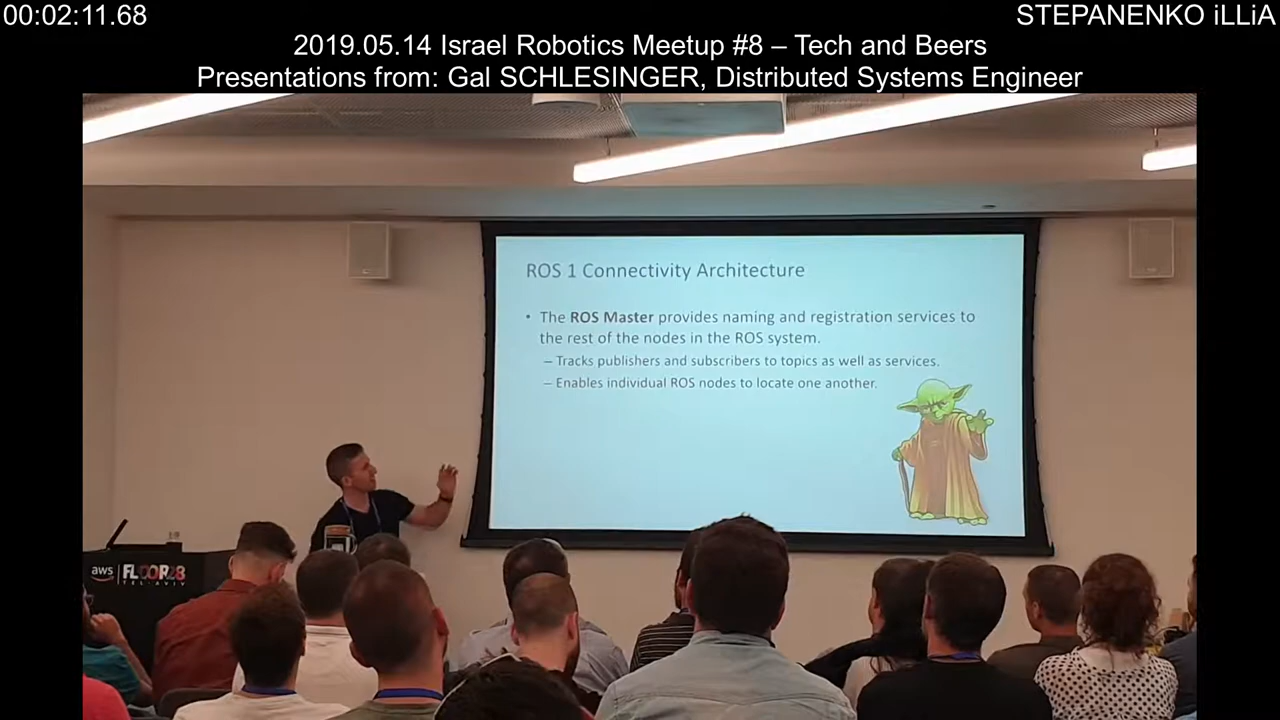 00:02:11.68
STEPANENKO iLLiA
2019.05.14 Israel Robotics Meetup #8 – Tech and Beers
Presentations from: Gal SCHLESINGER, Distributed Systems Engineer
ROS 1 Connectivity Architecture
• The ROS Master provides naming and registration services to
the rest of the nodes in the ROS system.
– Tracks publishers and subscribers to topics as well as services.
– Enables individual ROS nodes to locate one another.
aws | FLOOR28
TEL-AVIV